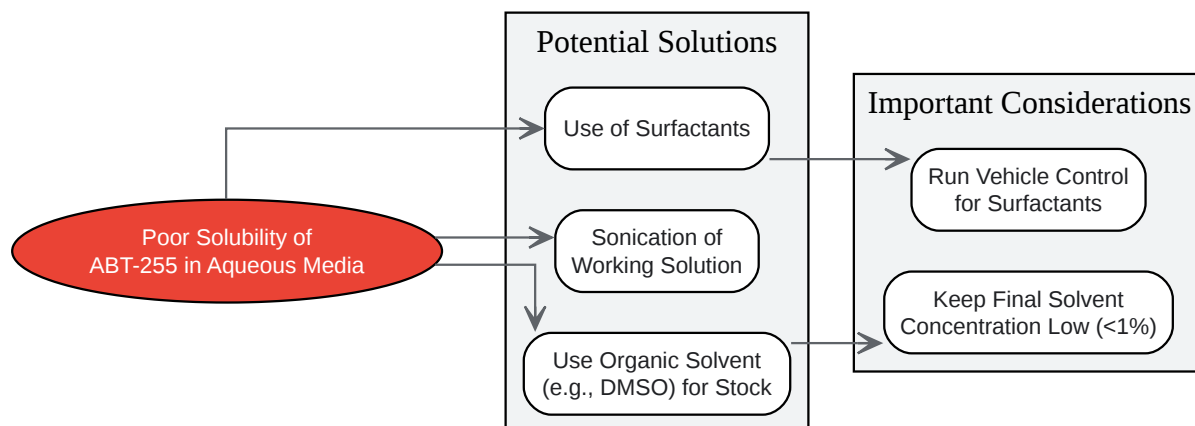 Potential Solutions
Use of Surfactants
Sonication of
Working Solution
Use Organic Solvent
(e.g., DMSO) for Stock
Important Considerations
Run Vehicle Control
for Surfactants
Keep Final Solvent
Concentration Low (<1%)
Poor Solubility of
ABT-255 in Aqueous Media